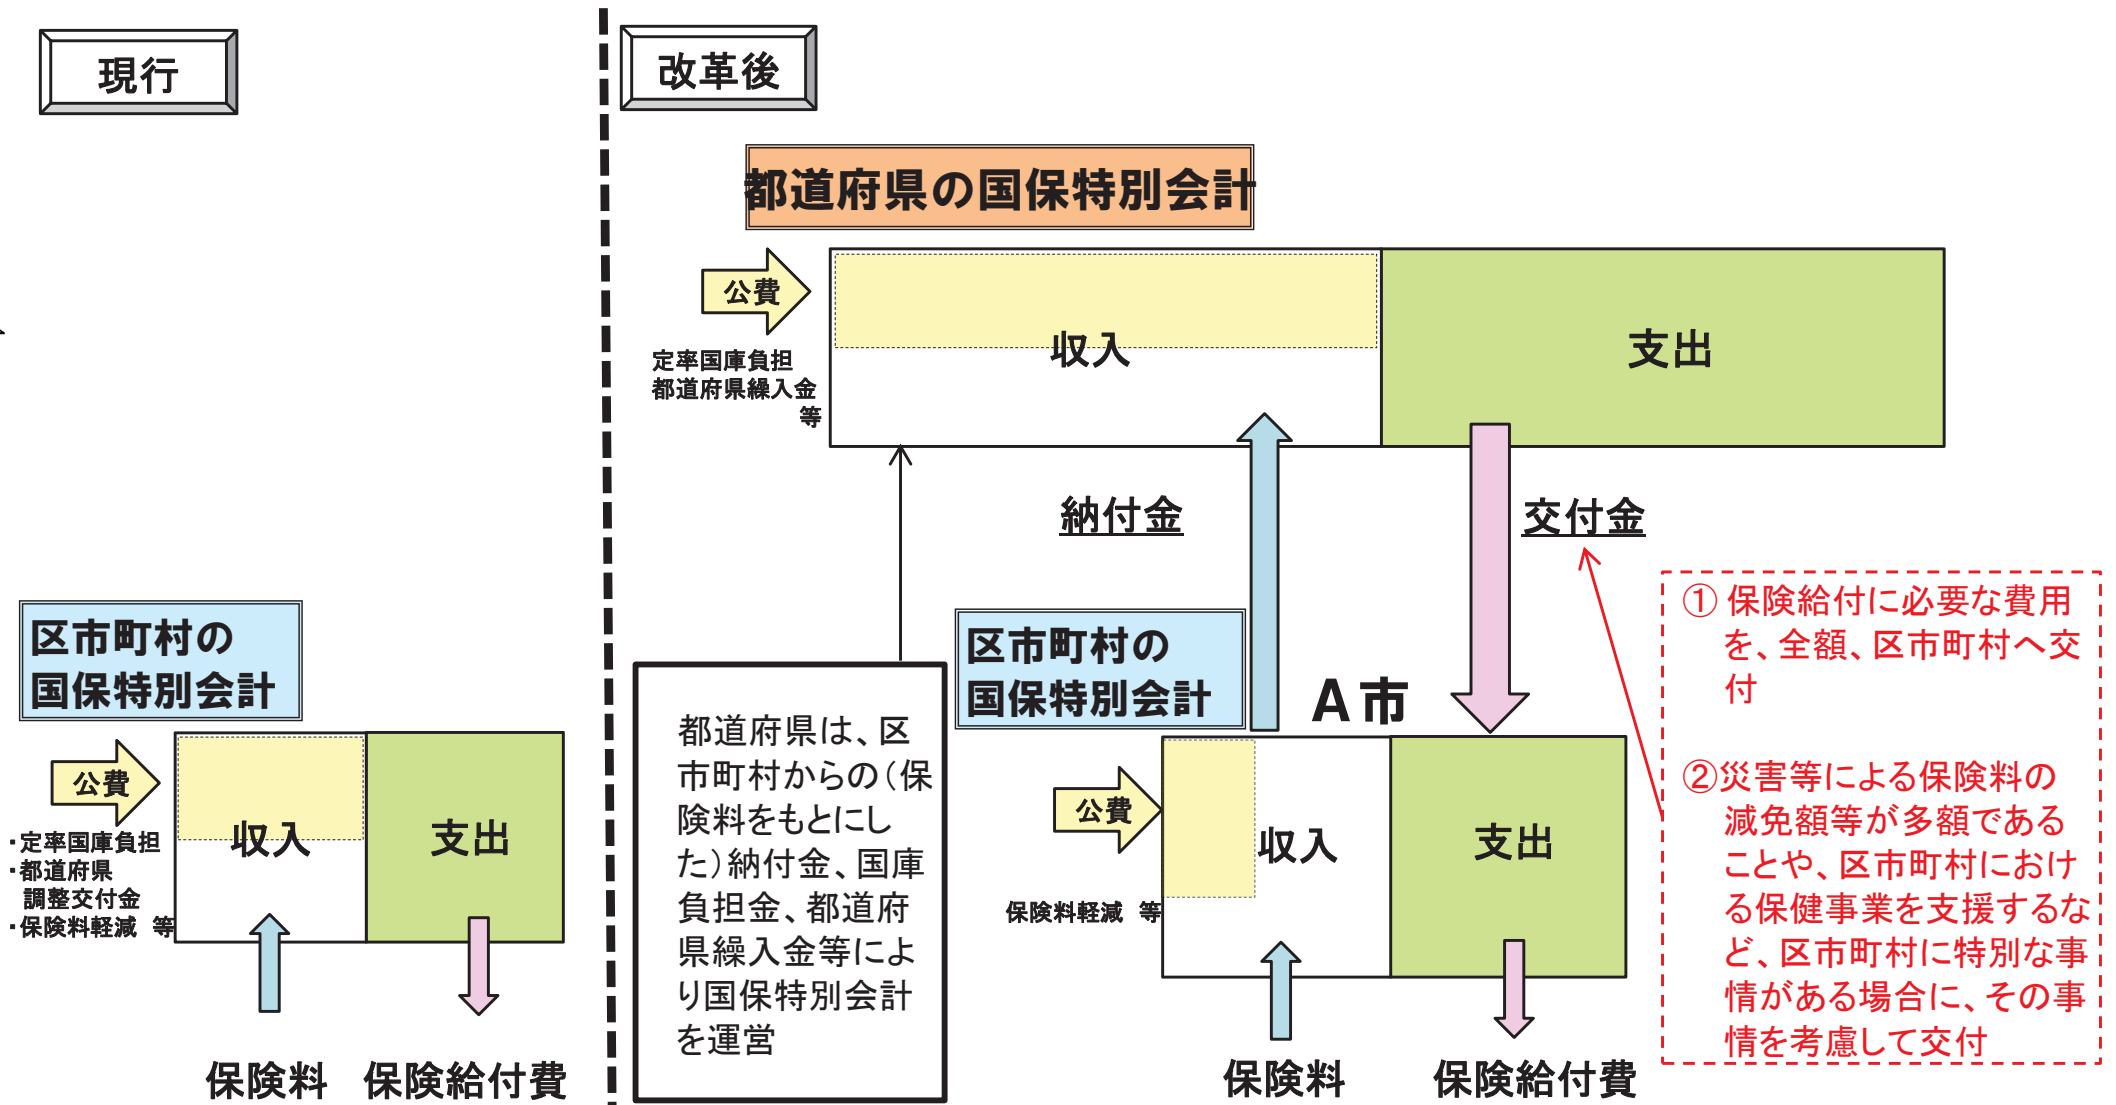 現行
区市町村の
国保特別会計
公費
・定率国庫負担
・都道府県
調整交付金
・保険料軽減 等
収入
支出
保険料
保険給付費
改革後
都道府県の国保特別会計
公費
定率国庫負担
都道府県繰入金
等
収入
支出
納付金
交付金
都道府県は、区
市町村からの(保
険料をもとにし
た)納付金、国庫
負担金、都道府
県繰入金等によ
り国保特別会計
を運営
区市町村の
国保特別会計
A市
公費
保険料軽減 等
収入
支出
保険料
保険給付費
① 保険給付に必要な費用
を、全額、区市町村へ交
付
②災害等による保険料の
減免額等が多額である
ことや、区市町村におけ
る保健事業を支援するな
ど、区市町村に特別な事
情がある場合に、その事
情を考慮して交付